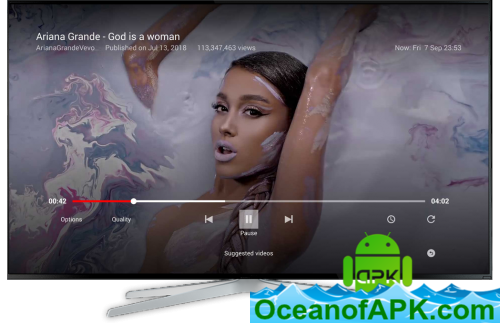 Ariana Grande - God is a woman
ArianaGrandeVevo Published on Jul 13, 2018 113,347,463 views Now: Fri 7 Sep 23:53
00:42 04:02
Options Quality
Pause
Suggested videos
apk
OceanofAPK.com